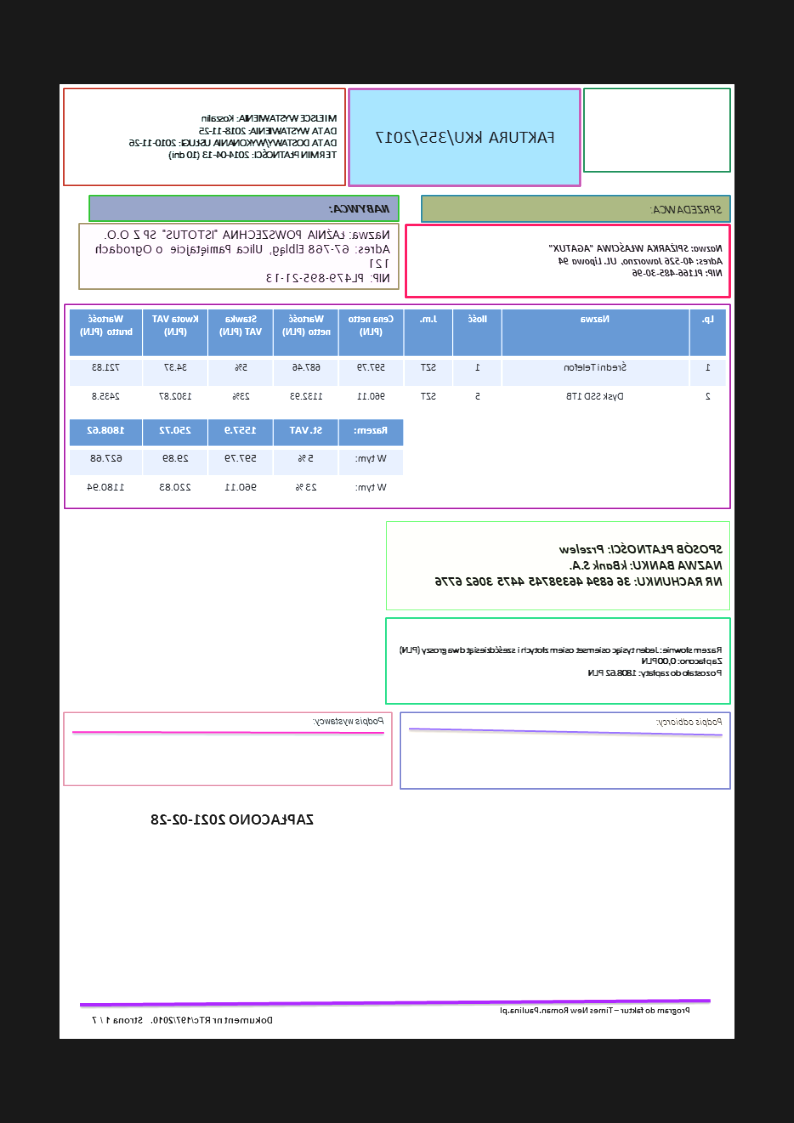 FAKTURA kKU/355/2017
MIEJSCE WYSTAWIENIA: Koszalin
DATA WYSTAWIENIA: 2018-11-25
DATA DOSTAWY/WYKONANIA USŁUGI: 2010-11-26
TERMIN PŁATNOŚCI: 2014-04-13 (10 dni)
SPRZEDAWCA:
Nazwa: SPIŻARKA WŁAŚCIWA "AGATUX"
Adres: 40-526 Jaworzno, UL. Lipowa 94
NIP: PL166-485-30-96
NABYWCA:
Nazwa: ŁAŹNIA POWSZECHNA "ISTOTUS" SP Z O.O.
Adres: 67-768 Elbląg, Ulica Pamiętajcie o Ogrodach
121
NIP: PL479-895-21-13
Lp. Nazwa Ilość J.m. Cena netto (PLN) Wartość netto (PLN) Stawka VAT (PLN) Kwota VAT (PLN) Wartość brutto (PLN)
1 Średni Telefon 1 SZT 597.79 687.46 5% 34.37 721.83
2 Dysk SSD 1TB 5 SZT 960.11 1132.93 23% 1302.87 2435.8
Razem: St. VAT 1557.9 250.72 1808.62
W tym: 5 % 597.79 29.89 627.68
W tym: 23 % 960.11 220.83 1180.94
SPOSÓB PŁATNOŚCI: Przelew
NAZWA BANKU: kBank S.A.
NR RACHUNKU: 36 6894 46398745 4475 3062 6776
Razem słownie: Jeden tysiąc osiemset osiem złotych i sześćdziesiąt dwa groszy (PLN)
Zapłacono: 0,00 PLN
Pozostało do zapłaty: 1808.62 PLN
Podpis odbiorcy:
Podpis wystawcy:
ZAPŁACONO 2021-02-28
Program do faktur – Times New Roman.Paulina.pl
Dokument nr RTc/197/2010. Strona 1 / 7